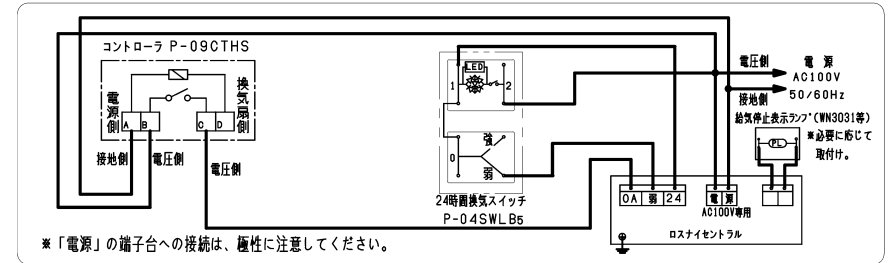 コントローラ P-09CTHS
電源側
A B
C D
換気扇側
接地側
電圧側
電圧側
LED
1
2
0
強
弱
24時間換気スイッチ
P-04SWLB5
電圧側
電源
AC100V
50/60Hz
接地側
給気停止表示ランプ(WN3031等)
PL
※必要に応じて
取付け。
0A 弱 24
電源
AC100V専用
ロスナイセントラル
※「電源」の端子台への接続は、極性に注意してください。